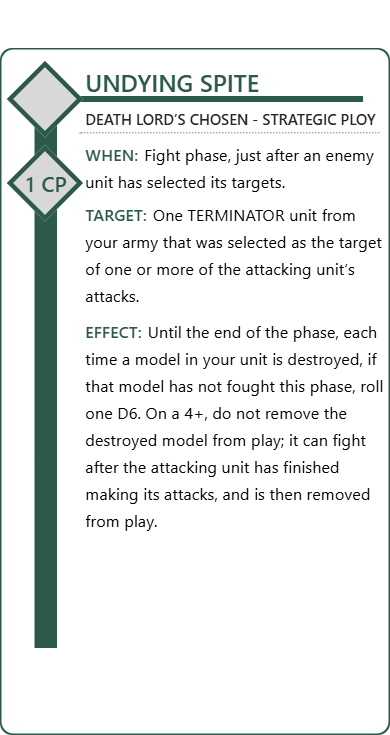 UNDYING SPITE
DEATH LORD'S CHOSEN - STRATEGIC PLOY
WHEN: Fight phase, just after an enemy
1 CP unit has selected its targets.
TARGET: One TERMINATOR unit from
your army that was selected as the target
of one or more of the attacking unit's
attacks.
EFFECT: Until the end of the phase, each
time a model in your unit is destroyed, if
that model has not fought this phase, roll
one D6. On a 4+, do not remove the
destroyed model from play; it can fight
after the attacking unit has finished
making its attacks, and is then removed
from play.